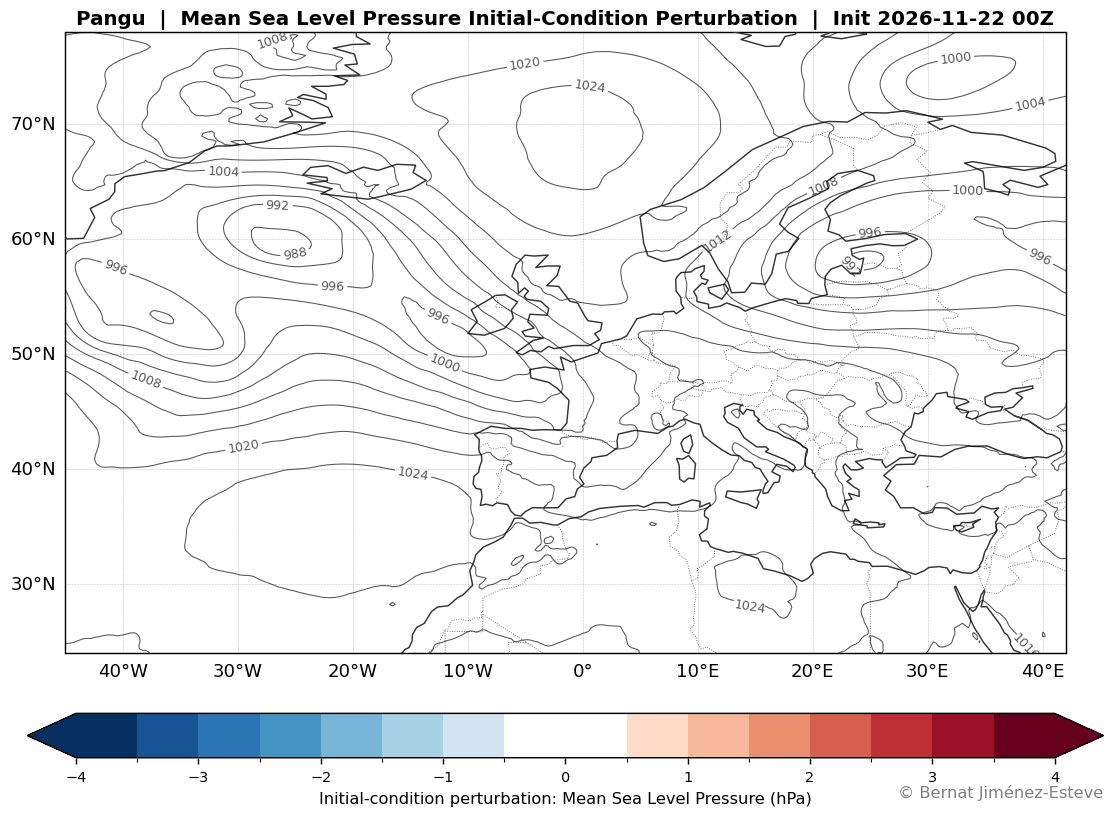 Pangu | Mean Sea Level Pressure Initial-Condition Perturbation | Init 2026-11-22 00Z
1008
1020
1000
1024
1004
70°N
1004
1008
1000
992
60°N
1012
996
988
996
996
996
996
50°N
1008
1000
1020
1024
40°N
30°N
1024
40°W 30°W 20°W 10°W 0° 10°E 20°E 30°E 40°E
−4 −3 −2 −1 0 1 2 3 4
Initial-condition perturbation: Mean Sea Level Pressure (hPa)
© Bernat Jiménez-Esteve